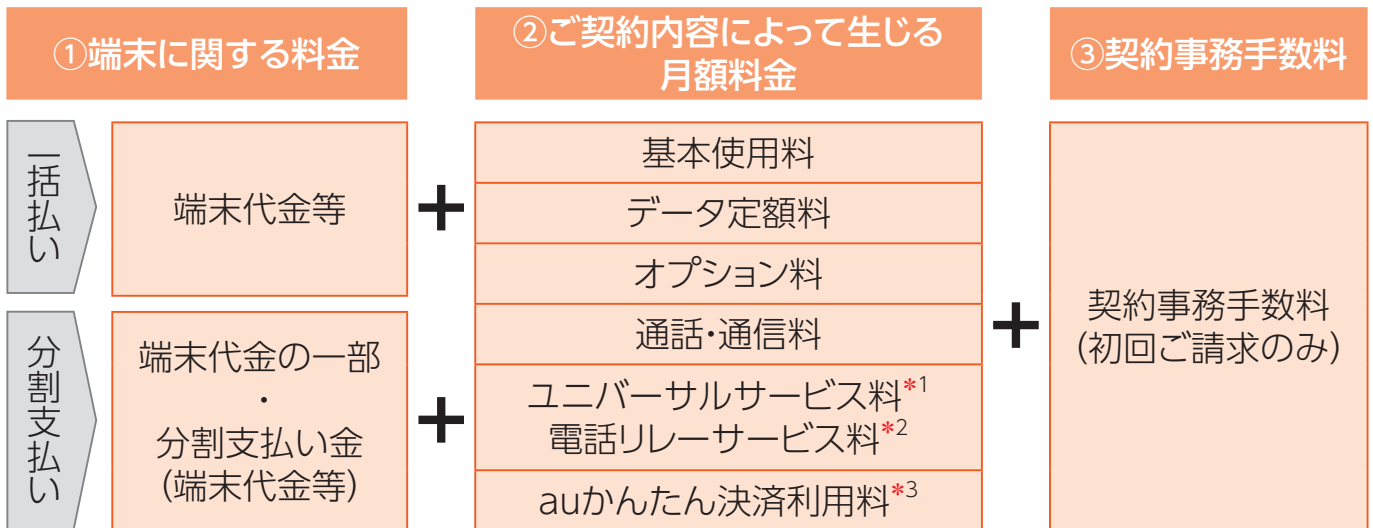 ①端末に関する料金
②ご契約内容によって生じる
月額料金
③契約事務手数料
一括払い
端末代金等
+
基本使用料
データ定額料
オプション料
通話・通信料
ユニバーサルサービス料*1
電話リレーサービス料*2
auかんたん決済利用料*3
+
契約事務手数料
(初回ご請求のみ)
分割支払い
端末代金の一部
・
分割支払い金
(端末代金等)
+